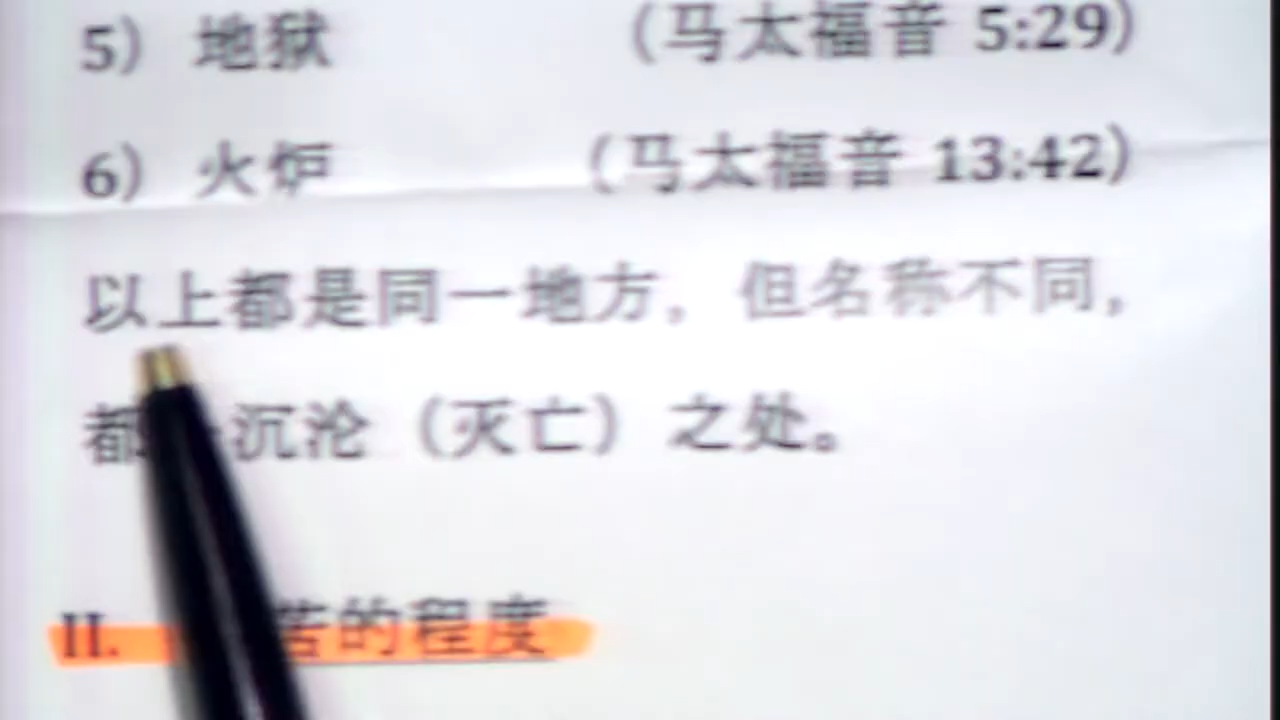 5） 地狱 （马太福音 5:29）
6） 火炉 （马太福音 13:42）
以上都是同一地方，但名称不同，
都 沉沦（灭亡）之处。
II. 苦的程度